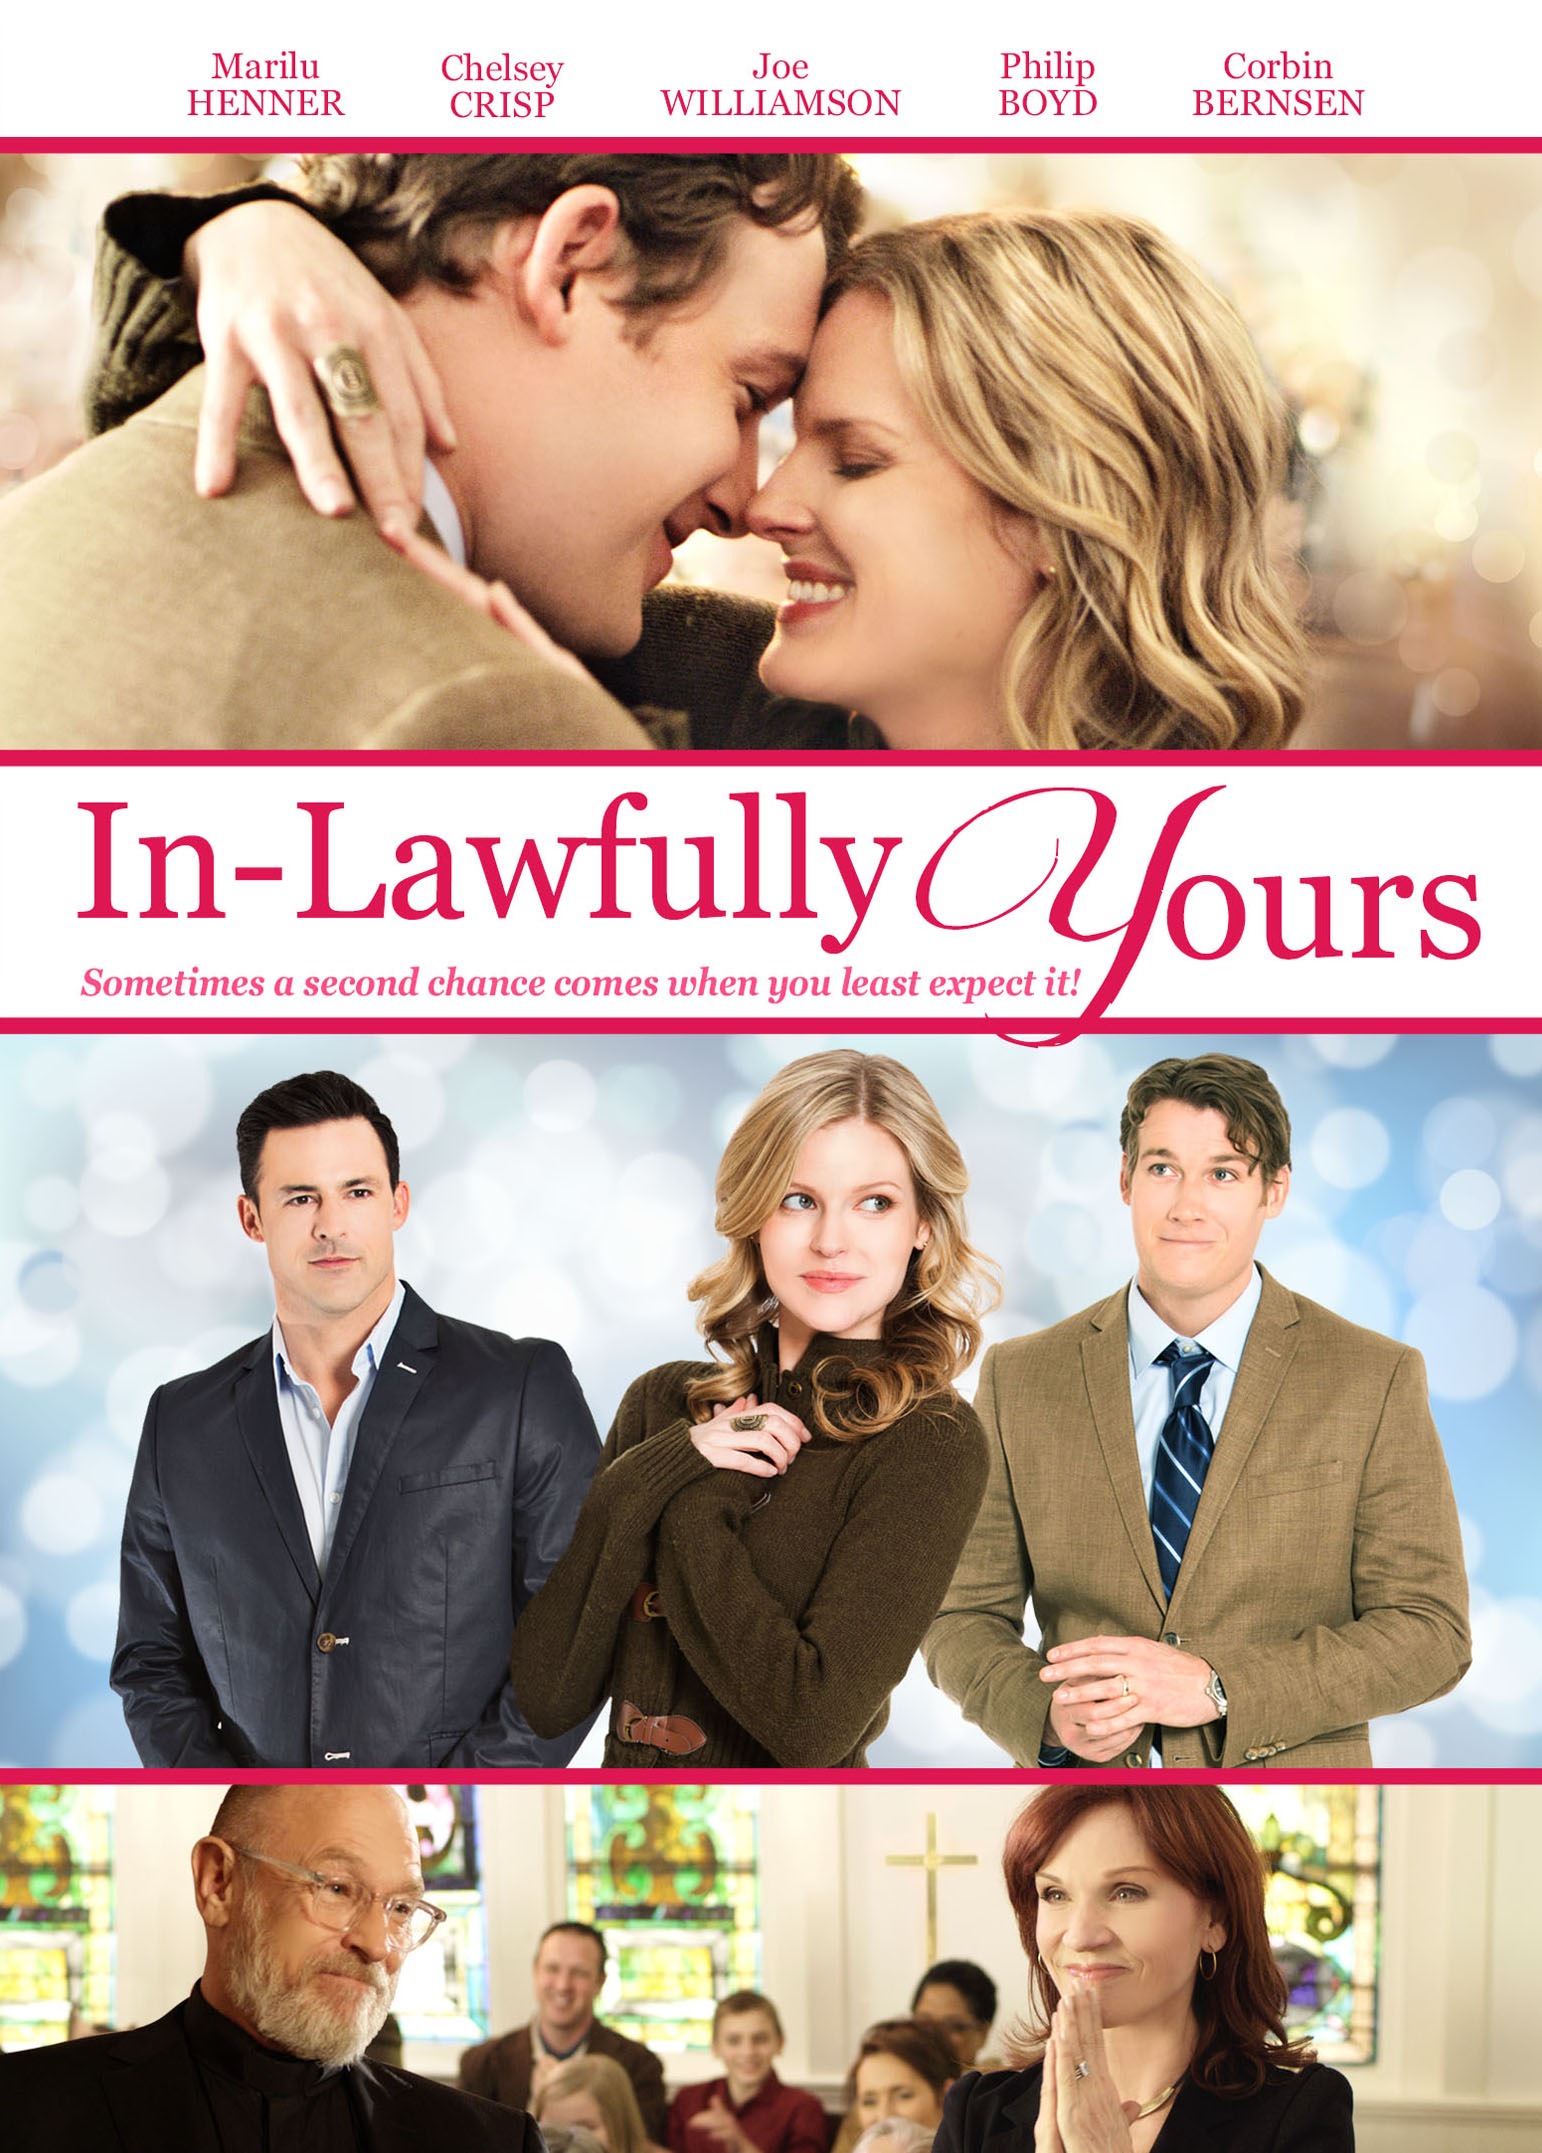 Marilu Chelsey Joe Philip Corbin
HENNER CRISP WILLIAMSON BOYD BERNSEN
In-Lawfully Yours
Sometimes a second chance comes when you least expect it!